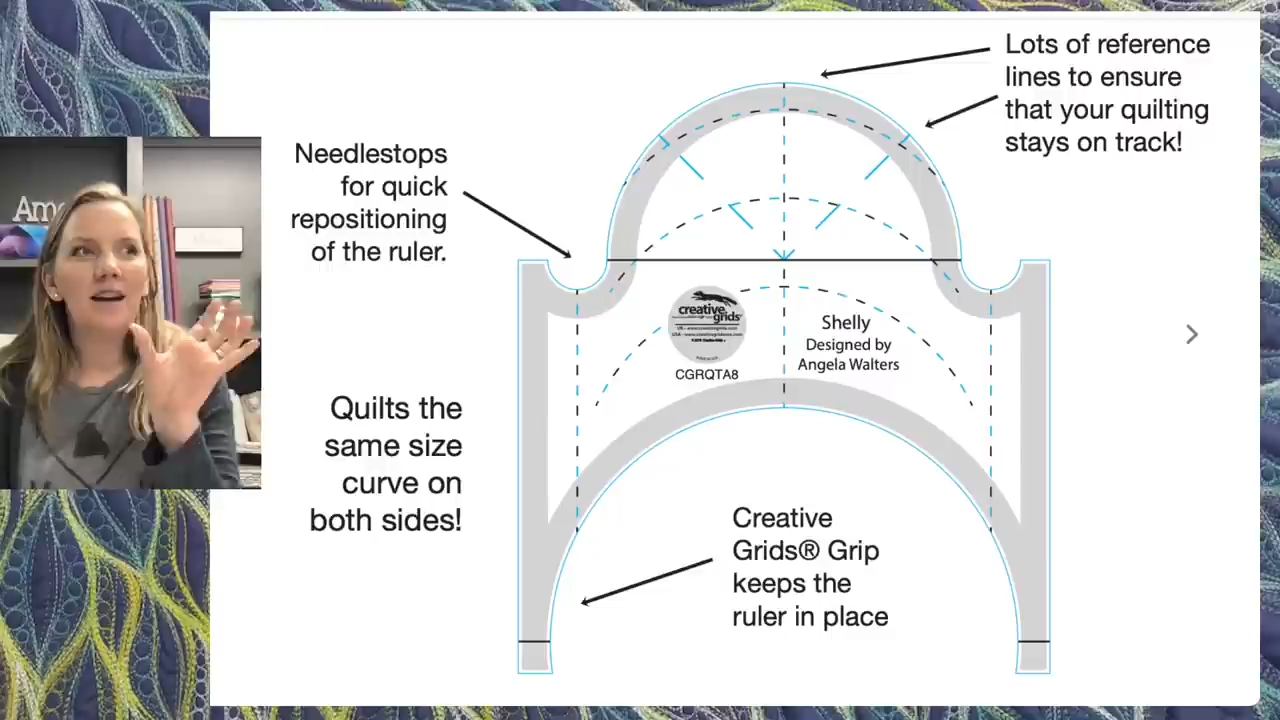 Lots of reference
lines to ensure
that your quilting
stays on track!
Needlestops
for quick
repositioning
of the ruler.
Ame
creative
grids
CGRQTA8
Shelly
Designed by
Angela Walters
Quilts the
same size
curve on
both sides!
Creative
Grids® Grip
keeps the
ruler in place